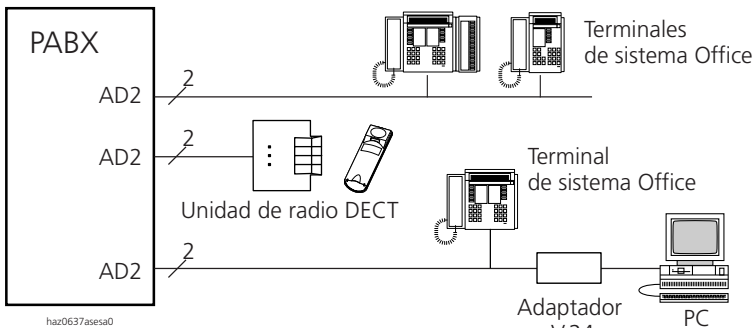 PABX
Terminales
de sistema Office
2
AD2
2
AD2
Unidad de radio DECT
Terminal
de sistema Office
2
AD2
Adaptador
V.24
PC
haz0637asesa0